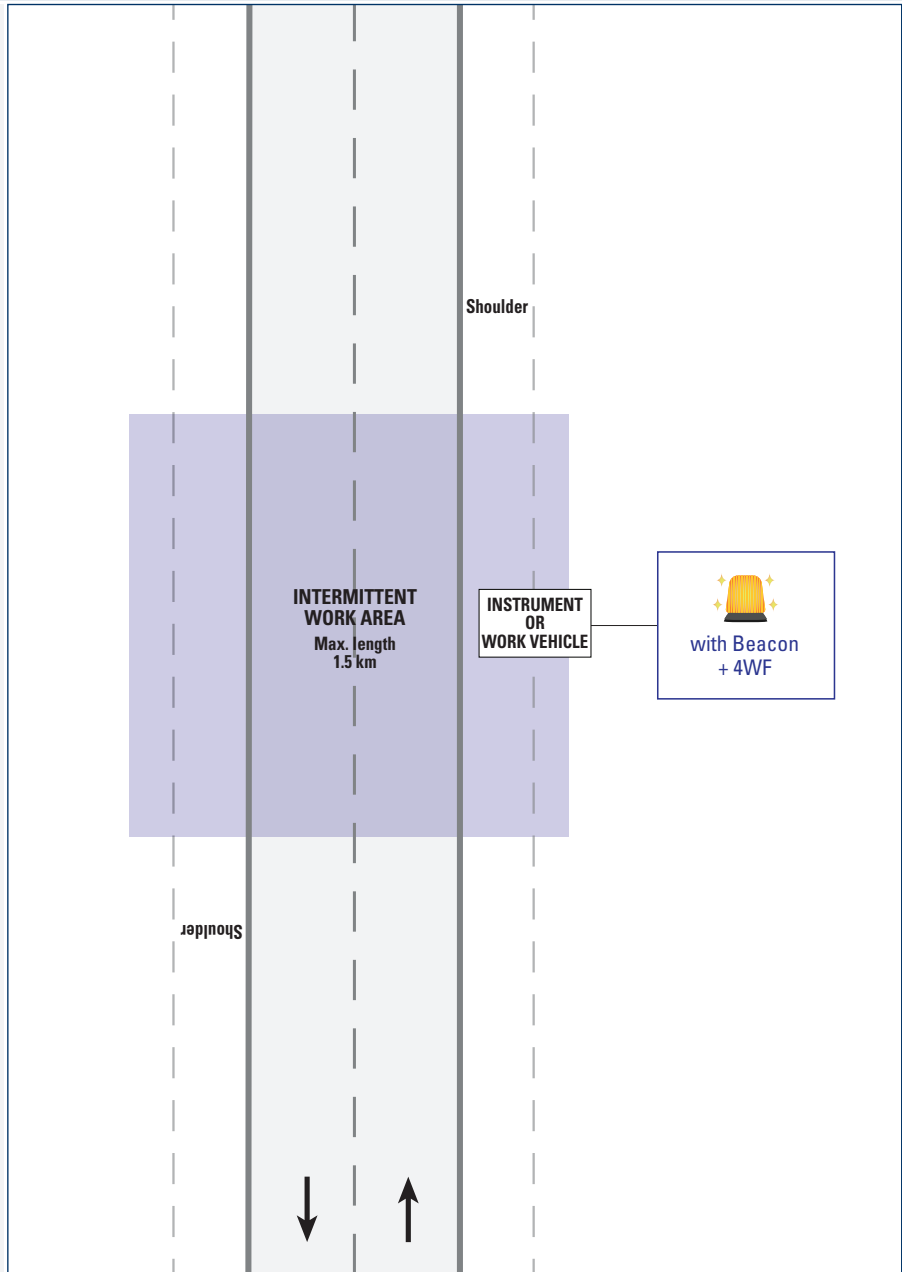 Shoulder
INTERMITTENT
WORK AREA
Max. length
1.5 km
INSTRUMENT
OR
WORK VEHICLE
with Beacon
+ 4WF
Shoulder